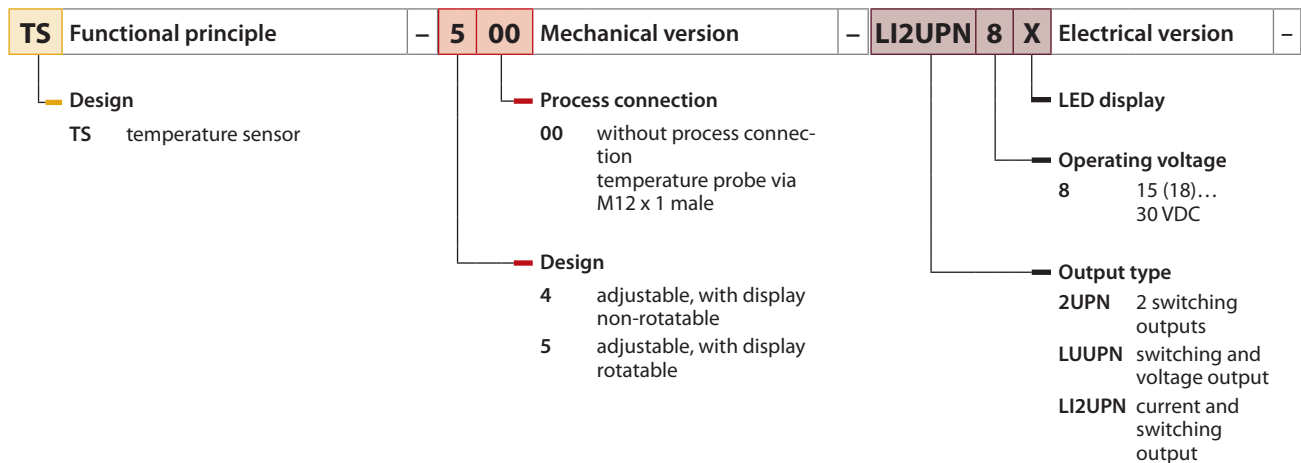 TS Functional principle – 5 00 Mechanical version – LI2UPN 8 X Electrical version –
Design
TS temperature sensor
Process connection
00 without process connec-
tion
temperature probe via
M12 x 1 male
Design
4 adjustable, with display
non-rotatable
5 adjustable, with display
rotatable
LED display
Operating voltage
8 15 (18)…
30 VDC
Output type
2UPN 2 switching
outputs
LUUPN switching and
voltage output
LI2UPN current and
switching
output